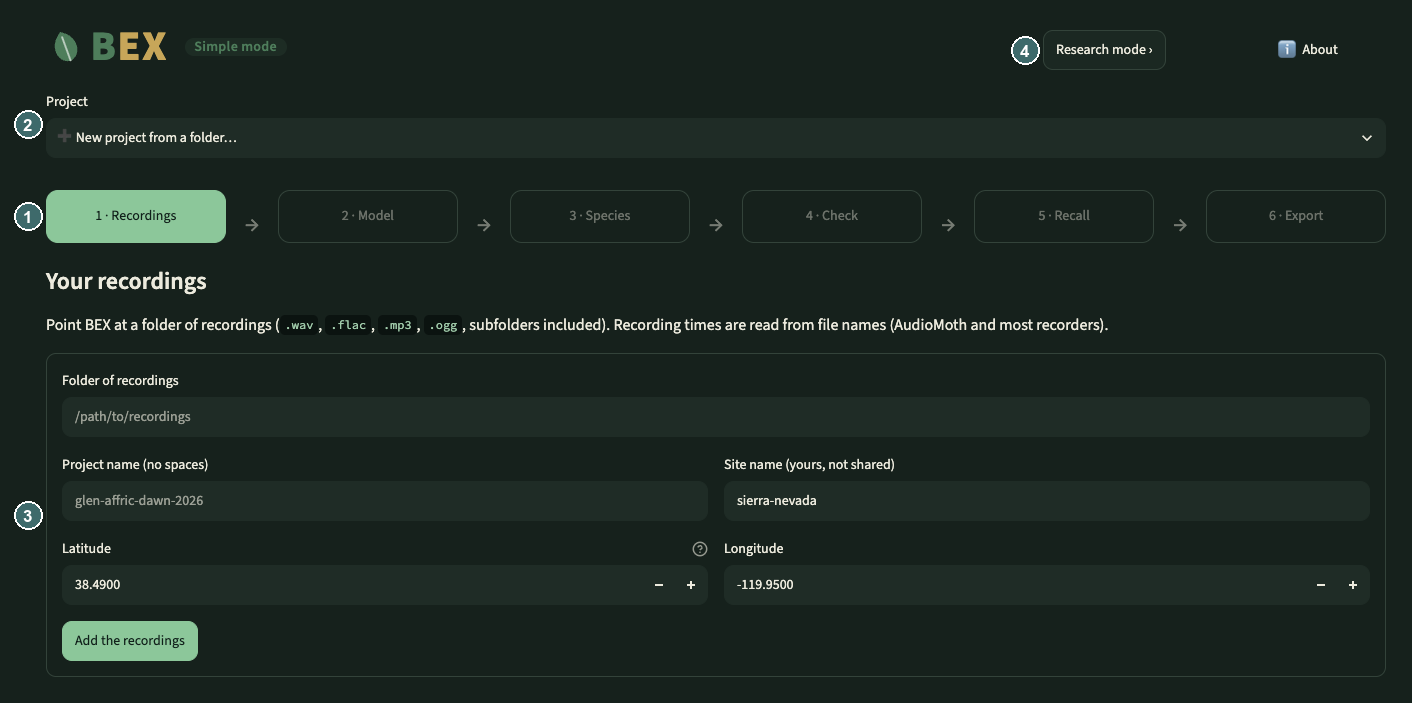 BEX Simple mode
4 Research mode ›
About
Project
2 New project from a folder...
1 1 · Recordings → 2 · Model → 3 · Species → 4 · Check → 5 · Recall → 6 · Export
Your recordings
Point BEX at a folder of recordings ( .wav , .flac , .mp3 , .ogg , subfolders included). Recording times are read from file names (AudioMoth and most recorders).
Folder of recordings
/path/to/recordings
Project name (no spaces) Site name (yours, not shared)
glen-affric-dawn-2026 sierra-nevada
3
Latitude Longitude
38.4900 − + -119.9500 − +
Add the recordings